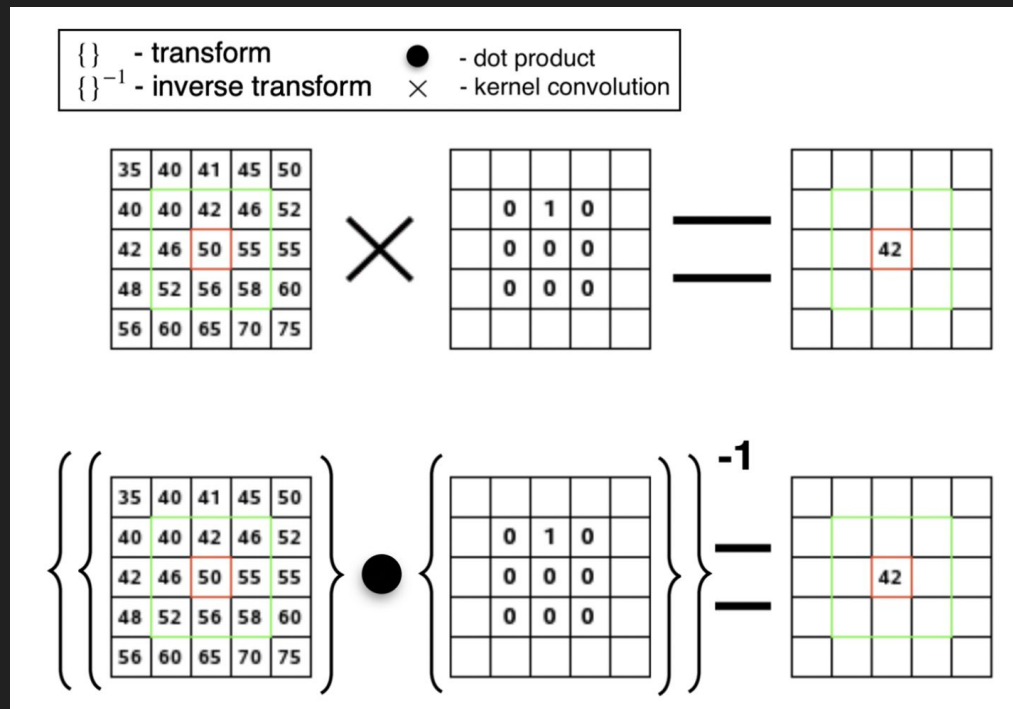 {} - transform ● - dot product
{}⁻¹ - inverse transform × - kernel convolution
35 40 41 45 50
40 40 42 46 52 0 1 0
42 46 50 55 55 × 0 0 0 = 42
48 52 56 58 60 0 0 0
56 60 65 70 75
-1
35 40 41 45 50
40 40 42 46 52 0 1 0
{ { 42 46 50 55 55 } ● { 0 0 0 } } = 42
48 52 56 58 60 0 0 0
56 60 65 70 75